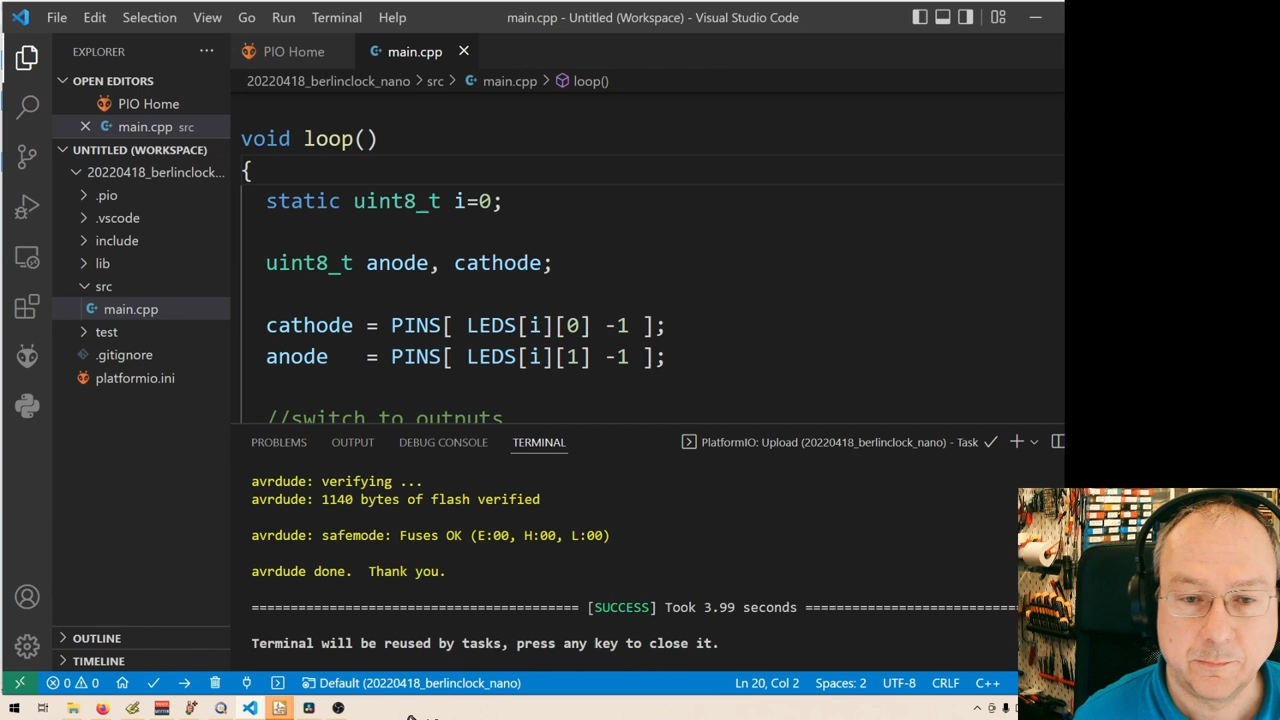 File Edit Selection View Go Run Terminal Help main.cpp - Untitled (Workspace) - Visual Studio Code
EXPLORER ···
PIO Home
main.cpp
OPEN EDITORS
PIO Home
main.cpp src
UNTITLED (WORKSPACE)
20220418_berlinclock...
.pio
.vscode
include
lib
src
main.cpp
test
.gitignore
platformio.ini
OUTLINE
TIMELINE
20220418_berlinclock_nano > src > main.cpp > loop()
void loop()
{
static uint8_t i=0;
uint8_t anode, cathode;
cathode = PINS[ LEDS[i][0] -1 ];
anode = PINS[ LEDS[i][1] -1 ];
//switch to outputs
PROBLEMS OUTPUT DEBUG CONSOLE TERMINAL PlatformIO: Upload (20220418_berlinclock_nano) - Task
avrdude: verifying ...
avrdude: 1140 bytes of flash verified
avrdude: safemode: Fuses OK (E:00, H:00, L:00)
avrdude done. Thank you.
========================================= [SUCCESS] Took 3.99 seconds ===========================
Terminal will be reused by tasks, press any key to close it.
0 0 Default (20220418_berlinclock_nano) Ln 20, Col 2 Spaces: 2 UTF-8 CRLF C++